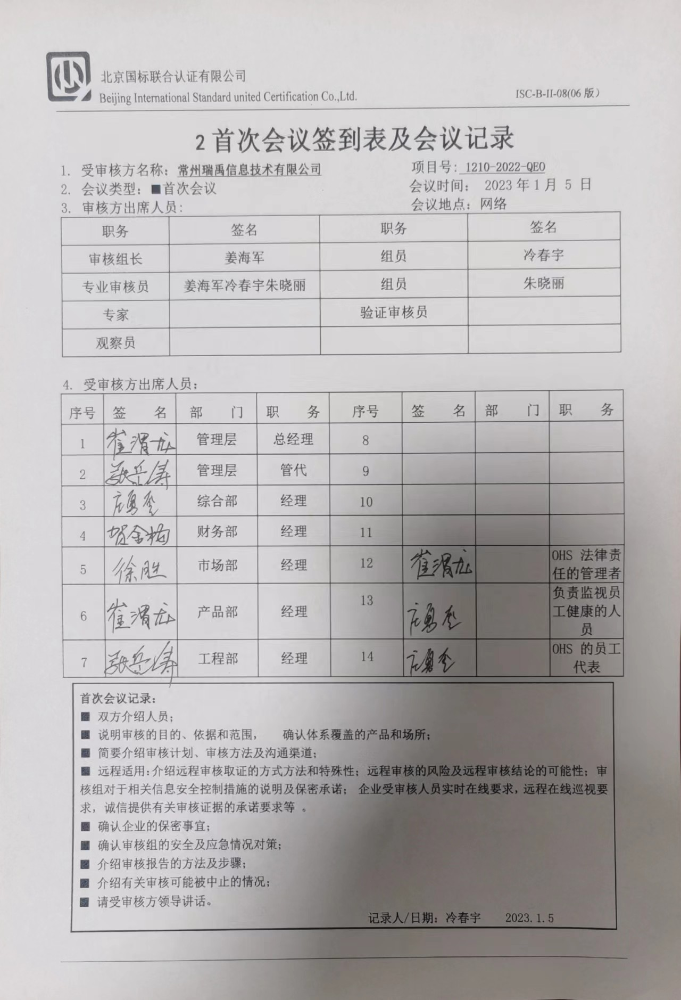 北京国标联合认证有限公司
Beijing International Standard united Certification Co.,Ltd.
ISC-B-II-08(06 版)
2 首次会议签到表及会议记录
1. 受审核方名称: 常州瑞禹信息技术有限公司 项目号: 1210-2022-QEO
2. 会议类型: ■首次会议 会议时间: 2023 年 1 月 5 日
3. 审核方出席人员: 会议地点: 网络
职务 签名 职务 签名
审核组长 姜海军 组员 冷春宇
专业审核员 姜海军冷春宇朱晓丽 组员 朱晓丽
专家 验证审核员
观察员
4. 受审核方出席人员:
序号 签 名 部 门 职 务 序号 签 名 部 门 职 务
1 崔渭龙 管理层 总经理 8
2 管理层 管代 9
3 综合部 经理 10
4 贺金梅 财务部 经理 11
5 徐胜 市场部 经理 12 崔渭龙 OHS 法律责
任的管理者
6 崔渭龙 产品部 经理 13 负责监视员
工健康的人
员
7 工程部 经理 14 OHS 的员工
代表
首次会议记录:
■ 双方介绍人员;
■ 说明审核的目的、依据和范围, 确认体系覆盖的产品和场所;
■ 简要介绍审核计划、审核方法及沟通渠道;
■ 远程适用:介绍远程审核取证的方式方法和特殊性; 远程审核的风险及远程审核结论的可能性; 审
核组对于相关信息安全控制措施的说明及保密承诺; 企业受审核人员实时在线要求,远程在线巡视要
求, 诚信提供有关审核证据的承诺要求等 。
■ 确认企业的保密事宜;
■ 确认审核组的安全及应急情况对策;
■ 介绍审核报告的方法及步骤;
■ 介绍有关审核可能被中止的情况;
■ 请受审核方领导讲话。
记录人/日期: 冷春宇 2023.1.5